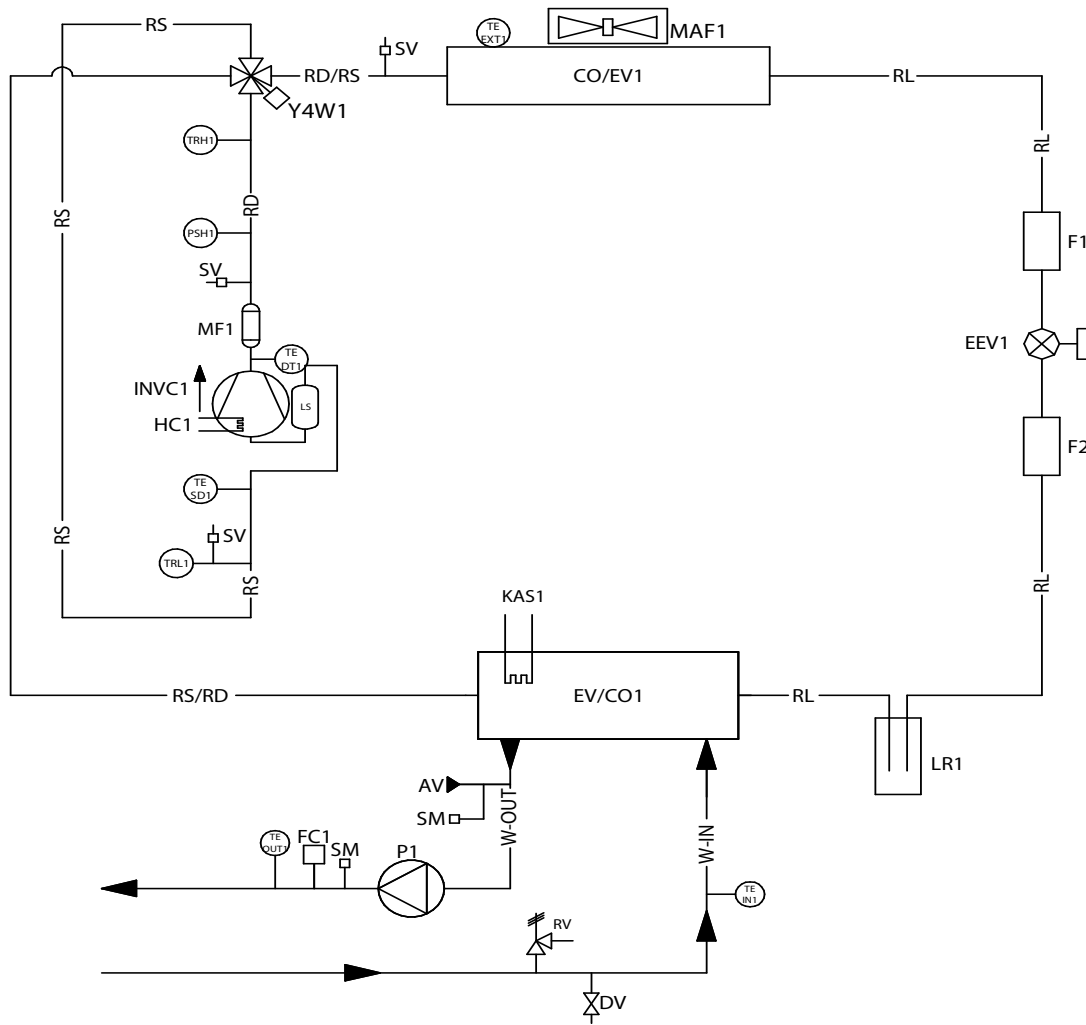 RS
TE
EXT1
MAF1
SV
RD/RS
CO/EV1
RL
Y4W1
TRH1
RL
RD
RS
PSH1
F1
SV
MF1
EEV1
TE
DT1
INVC1
LS
HC1
F2
TE
SD1
RS
SV
TRL1
RS
RL
KAS1
RS/RD
EV/CO1
RL
LR1
AV
SM
W-OUT
W-IN
TE
OUT1
FC1
SM
P1
TE
IN1
RV
DV